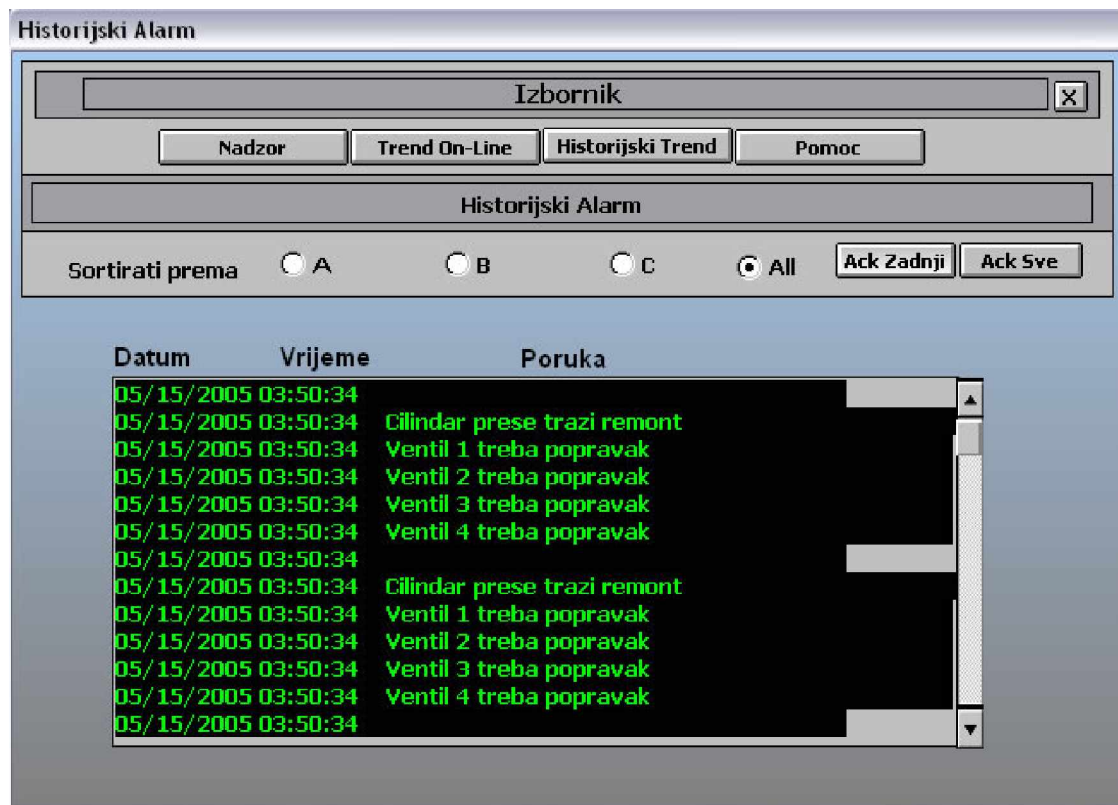 Historijski Alarm
Izbornik X
Nadzor Trend On-Line Historijski Trend Pomoc
Historijski Alarm
Sortirati prema A B C All Ack Zadnji Ack Sve
Datum Vrijeme Poruka
05/15/2005 03:50:34
05/15/2005 03:50:34 Cilindar prese trazi remont
05/15/2005 03:50:34 Ventil 1 treba popravak
05/15/2005 03:50:34 Ventil 2 treba popravak
05/15/2005 03:50:34 Ventil 3 treba popravak
05/15/2005 03:50:34 Ventil 4 treba popravak
05/15/2005 03:50:34
05/15/2005 03:50:34 Cilindar prese trazi remont
05/15/2005 03:50:34 Ventil 1 treba popravak
05/15/2005 03:50:34 Ventil 2 treba popravak
05/15/2005 03:50:34 Ventil 3 treba popravak
05/15/2005 03:50:34 Ventil 4 treba popravak
05/15/2005 03:50:34